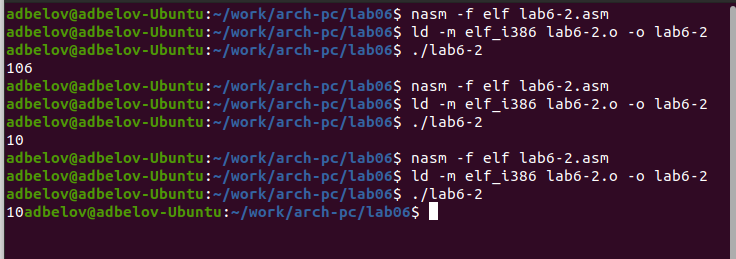 adbelov@adbelov-Ubuntu:~/work/arch-pc/lab06$ nasm -f elf lab6-2.asm
adbelov@adbelov-Ubuntu:~/work/arch-pc/lab06$ ld -m elf_i386 lab6-2.o -o lab6-2
adbelov@adbelov-Ubuntu:~/work/arch-pc/lab06$ ./lab6-2
106
adbelov@adbelov-Ubuntu:~/work/arch-pc/lab06$ nasm -f elf lab6-2.asm
adbelov@adbelov-Ubuntu:~/work/arch-pc/lab06$ ld -m elf_i386 lab6-2.o -o lab6-2
adbelov@adbelov-Ubuntu:~/work/arch-pc/lab06$ ./lab6-2
10
adbelov@adbelov-Ubuntu:~/work/arch-pc/lab06$ nasm -f elf lab6-2.asm
adbelov@adbelov-Ubuntu:~/work/arch-pc/lab06$ ld -m elf_i386 lab6-2.o -o lab6-2
adbelov@adbelov-Ubuntu:~/work/arch-pc/lab06$ ./lab6-2
10adbelov@adbelov-Ubuntu:~/work/arch-pc/lab06$